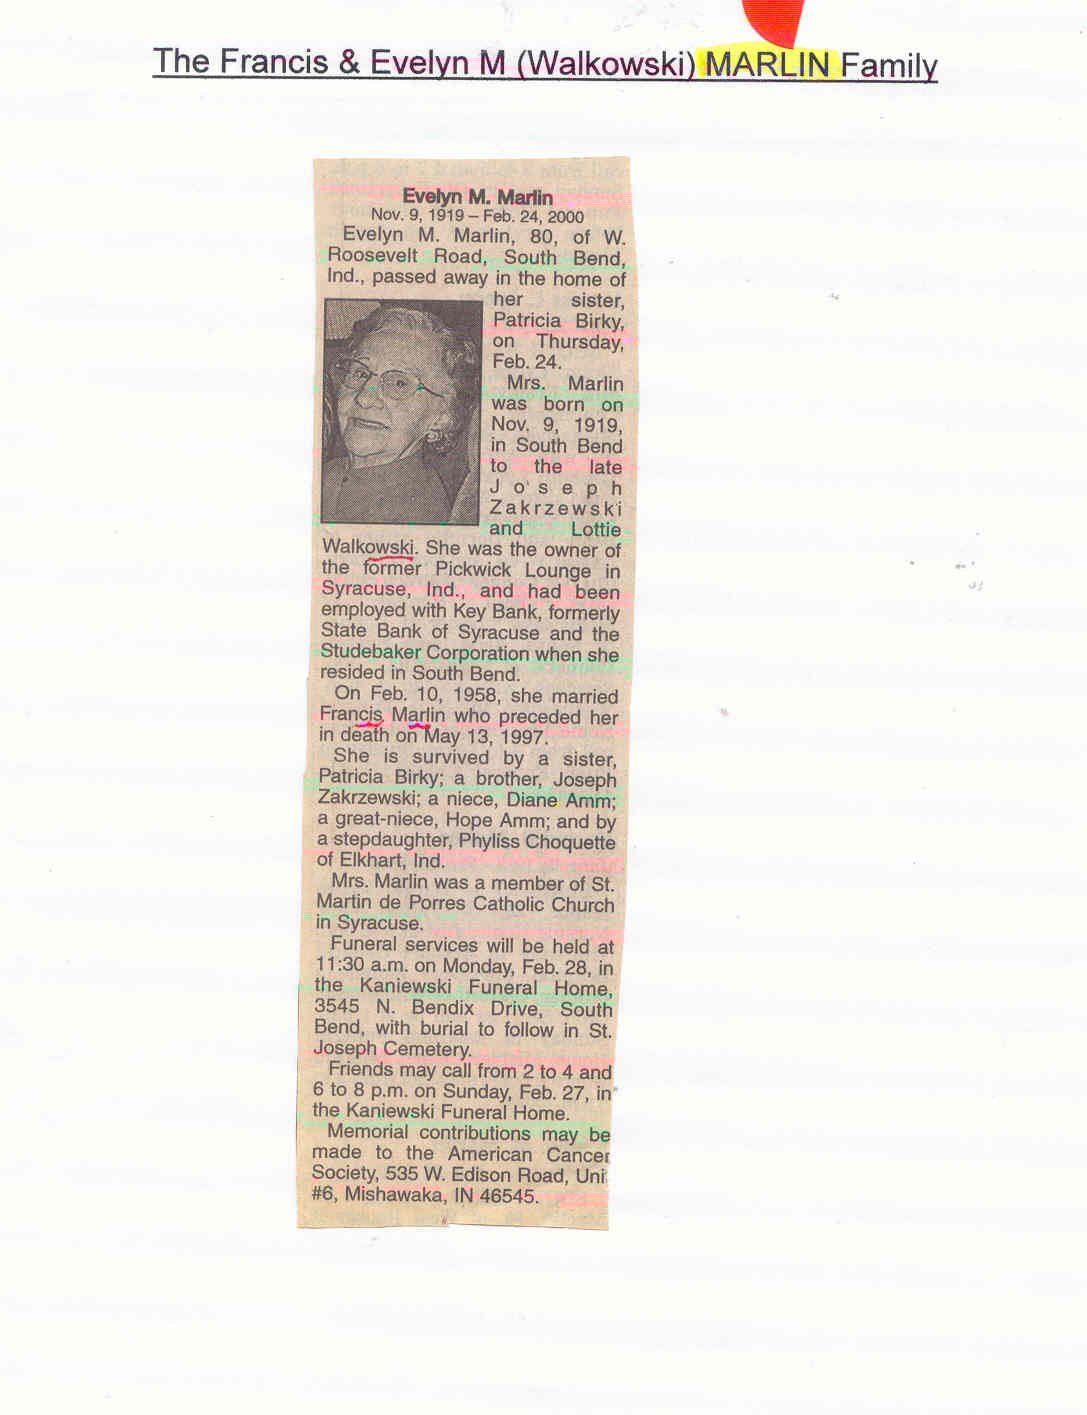 The Francis & Evelyn M (Walkowski) MARLIN Family
Evelyn M. Marlin
Nov. 9, 1919 – Feb. 24, 2000
Evelyn M. Marlin, 80, of W.
Roosevelt Road, South Bend,
Ind., passed away in the home of
her sister,
Patricia Birky,
on Thursday,
Feb. 24.
Mrs. Marlin
was born on
Nov. 9, 1919,
in South Bend
to the late
Joseph
Zakrzewski
and Lottie
Walkowski. She was the owner of
the former Pickwick Lounge in
Syracuse, Ind., and had been
employed with Key Bank, formerly
State Bank of Syracuse and the
Studebaker Corporation when she
resided in South Bend.
On Feb. 10, 1958, she married
Francis Marlin who preceded her
in death on May 13, 1997.
She is survived by a sister,
Patricia Birky; a brother, Joseph
Zakrzewski; a niece, Diane Amm;
a great-niece, Hope Amm; and by
a stepdaughter, Phyliss Choquette
of Elkhart, Ind.
Mrs. Marlin was a member of St.
Martin de Porres Catholic Church
in Syracuse.
Funeral services will be held at
11:30 a.m. on Monday, Feb. 28, in
the Kaniewski Funeral Home,
3545 N. Bendix Drive, South
Bend, with burial to follow in St.
Joseph Cemetery.
Friends may call from 2 to 4 and
6 to 8 p.m. on Sunday, Feb. 27, in
the Kaniewski Funeral Home.
Memorial contributions may be
made to the American Cancer
Society, 535 W. Edison Road, Uni
#6, Mishawaka, IN 46545.